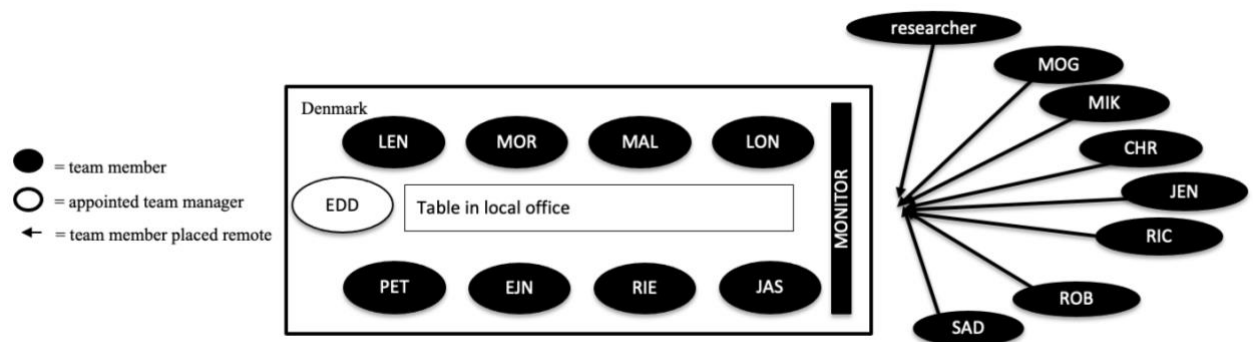 researcher
MOG
MIK
CHR
JEN
RIC
ROB
SAD
Denmark
LEN
MOR
MAL
LON
EDD
Table in local office
MONITOR
PET
EJN
RIE
JAS
= team member
= appointed team manager
= team member placed remote